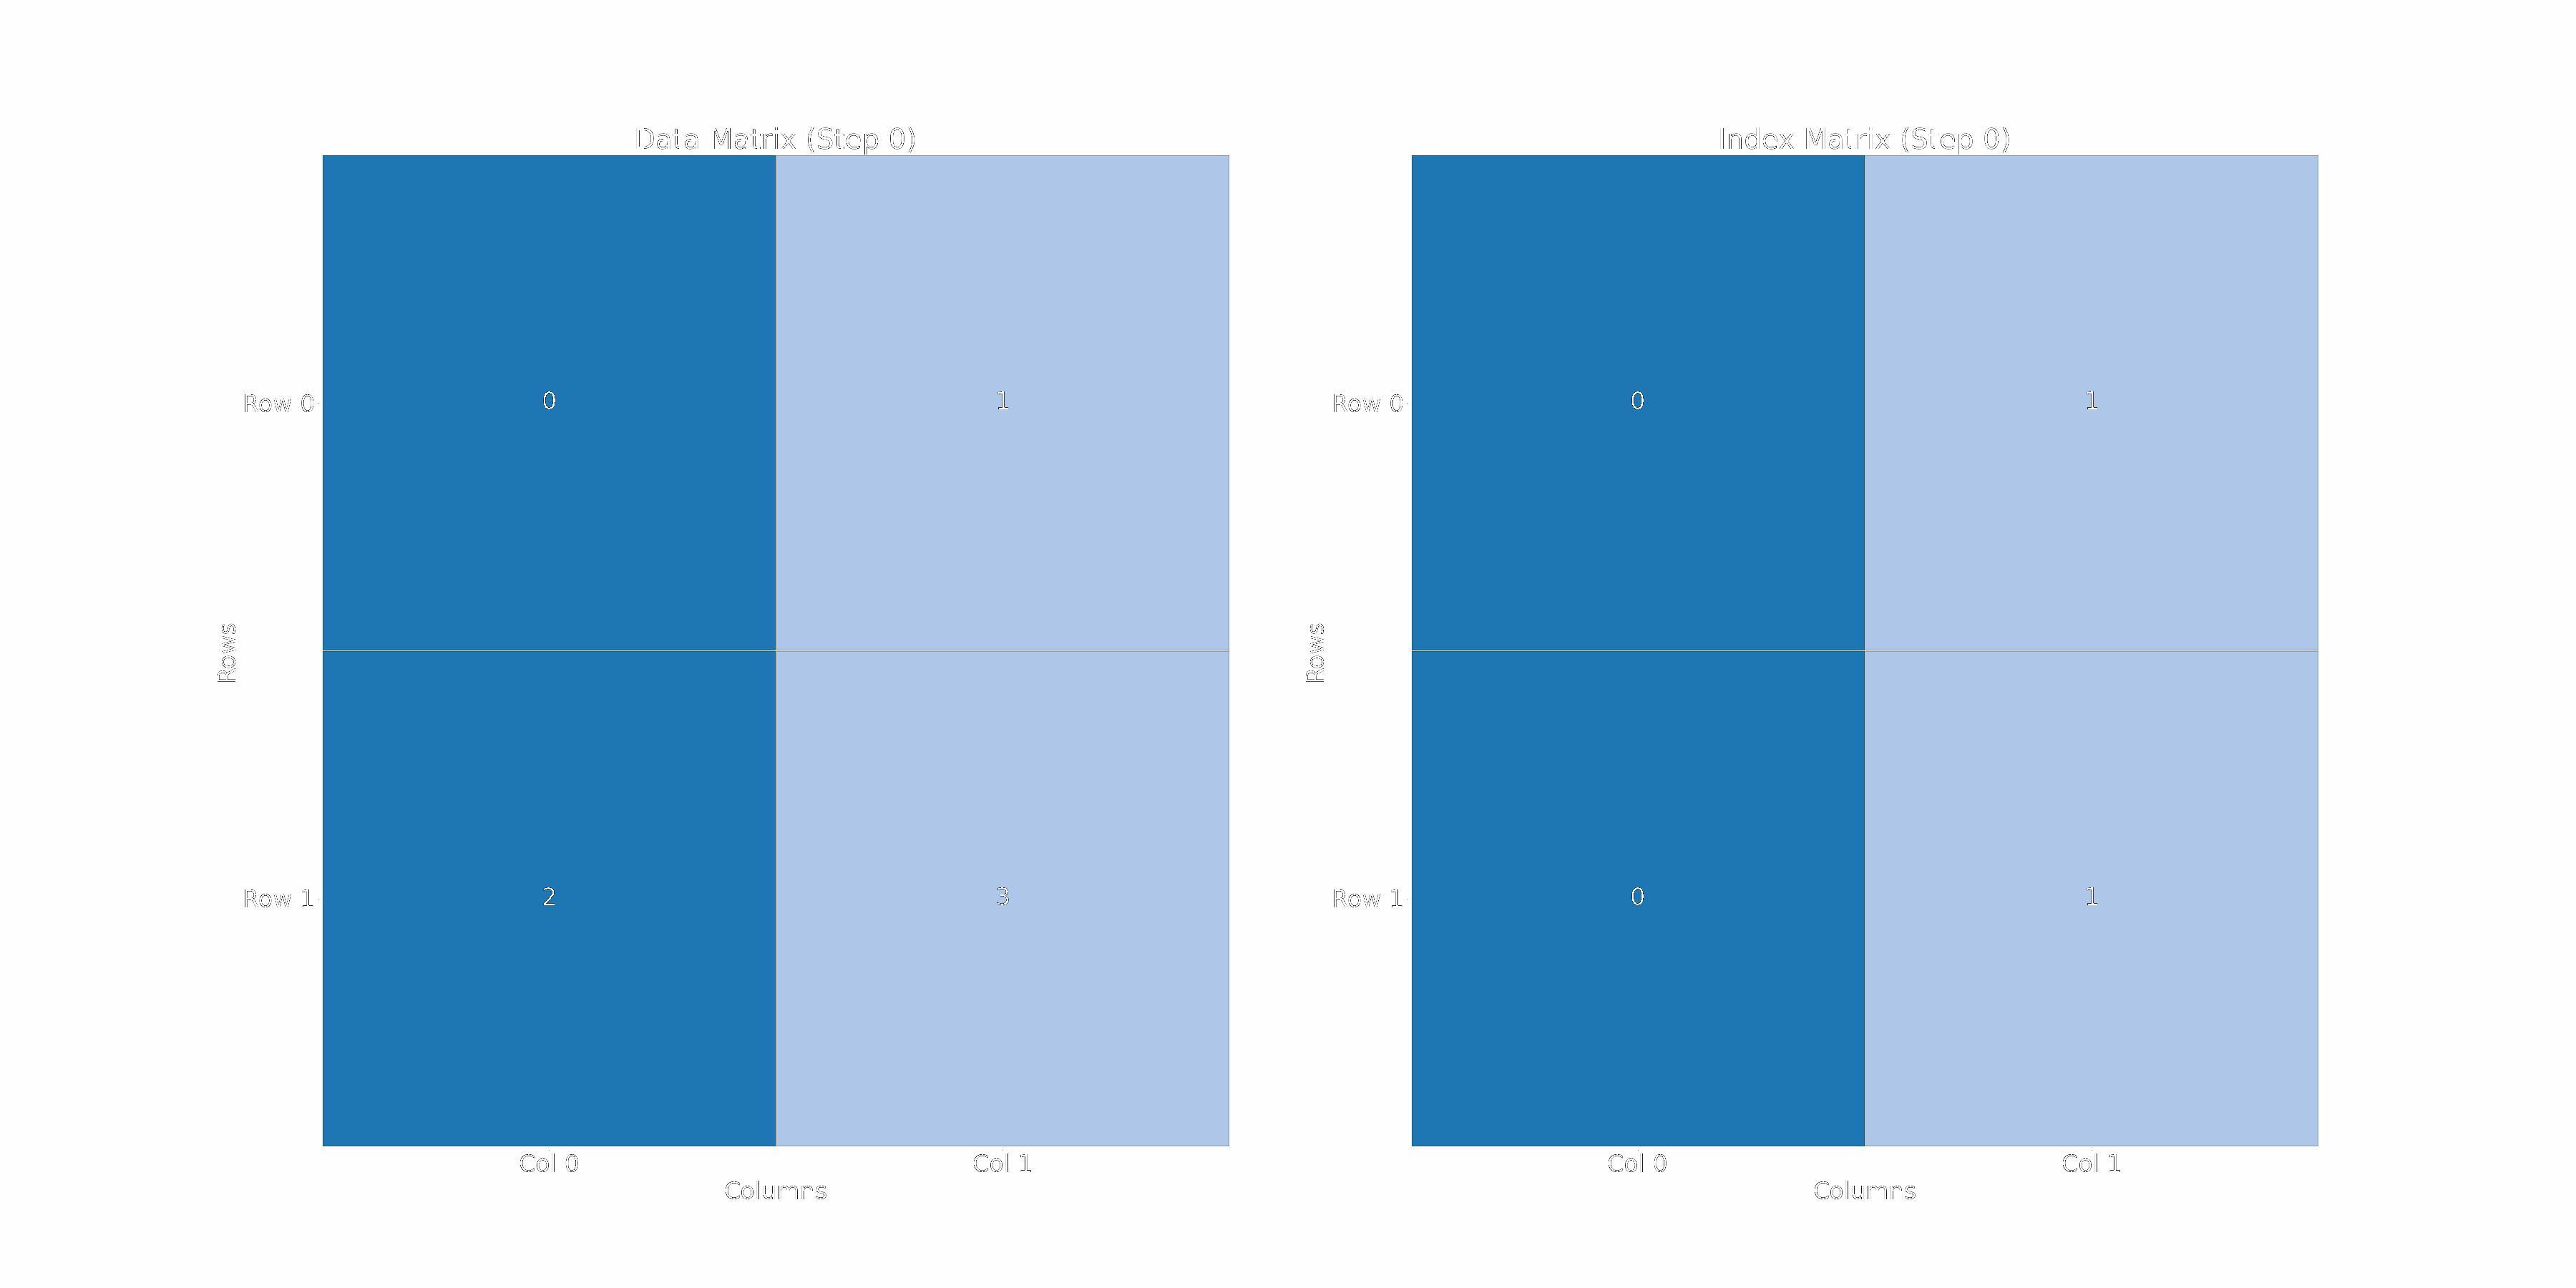 Data Matrix (Step 0)
Row 0
0
1
Rows
Row 1
2
3
Col 0
Col 1
Columns
Index Matrix (Step 0)
Row 0
0
1
Rows
Row 1
0
1
Col 0
Col 1
Columns